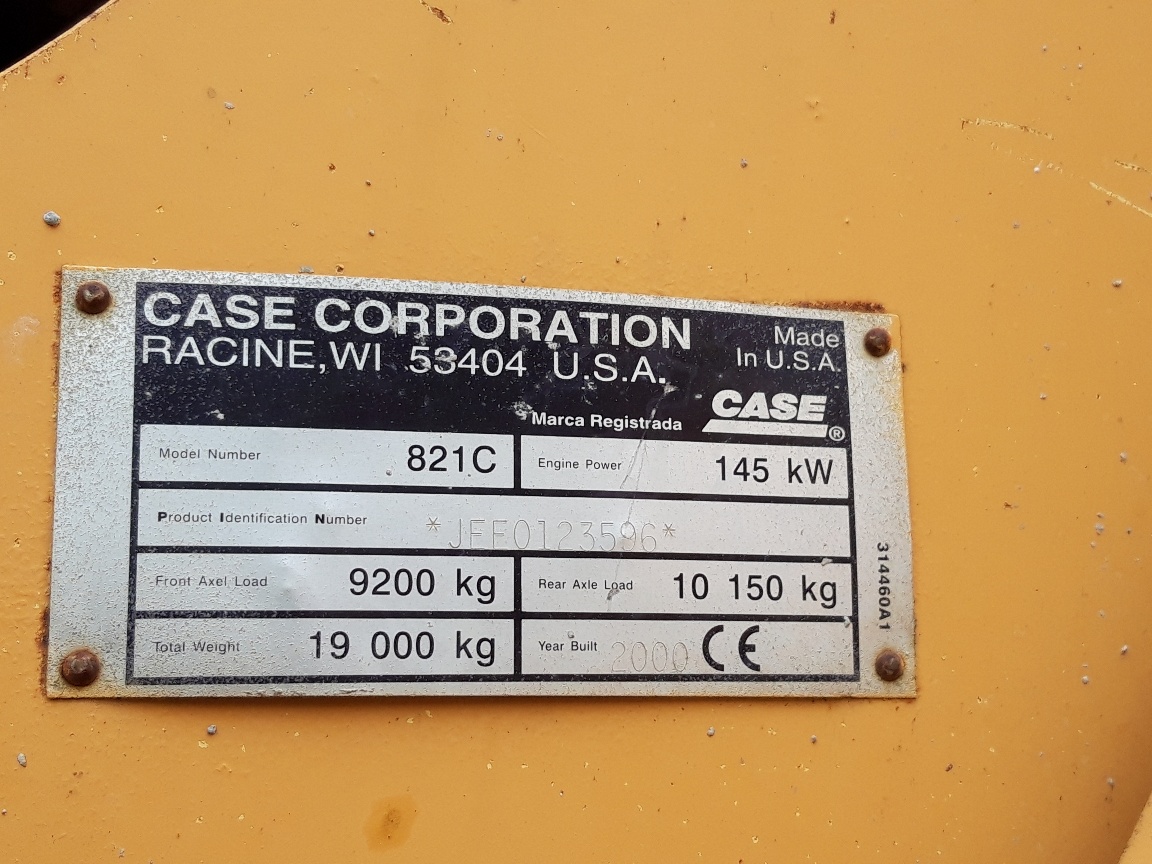 CASE CORPORATION
RACINE, WI 53404 U.S.A.
Made
In U.S.A.
Marca Registrada
CASE ®
Model Number 821C
Engine Power 145 kW
Product Identification Number *JEF0123596*
Front Axel Load 9200 kg
Rear Axle Load 10 150 kg
Total Weight 19 000 kg
Year Built 2000 CE
314460A1